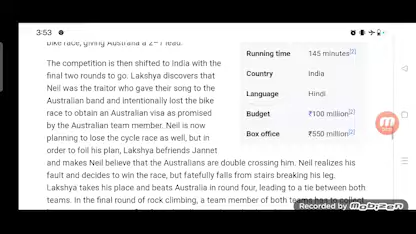 3:53
bike race, giving Australia a 2–1 lead.
The competition is then shifted to India with the
final two rounds to go. Lakshya discovers that
Neil was the traitor who gave their song to the
Australian band and intentionally lost the bike
race to obtain an Australian visa as promised
by the Australian team member. Neil is now
planning to lose the cycle race as well, but in
order to foil his plan, Lakshya befriends Jannet
and makes Neil believe that the Australians are double crossing him. Neil realizes his
fault and decides to win the race, but fatefully falls from stairs breaking his leg.
Lakshya takes his place and beats Australia in round four, leading to a tie between both
teams. In the final round of rock climbing, a team member of both teams has to collect
Running time 145 minutes[2]
Country India
Language Hindi
Budget ₹100 million[2]
Box office ₹550 million[2]
Recorded by MOBIZEN